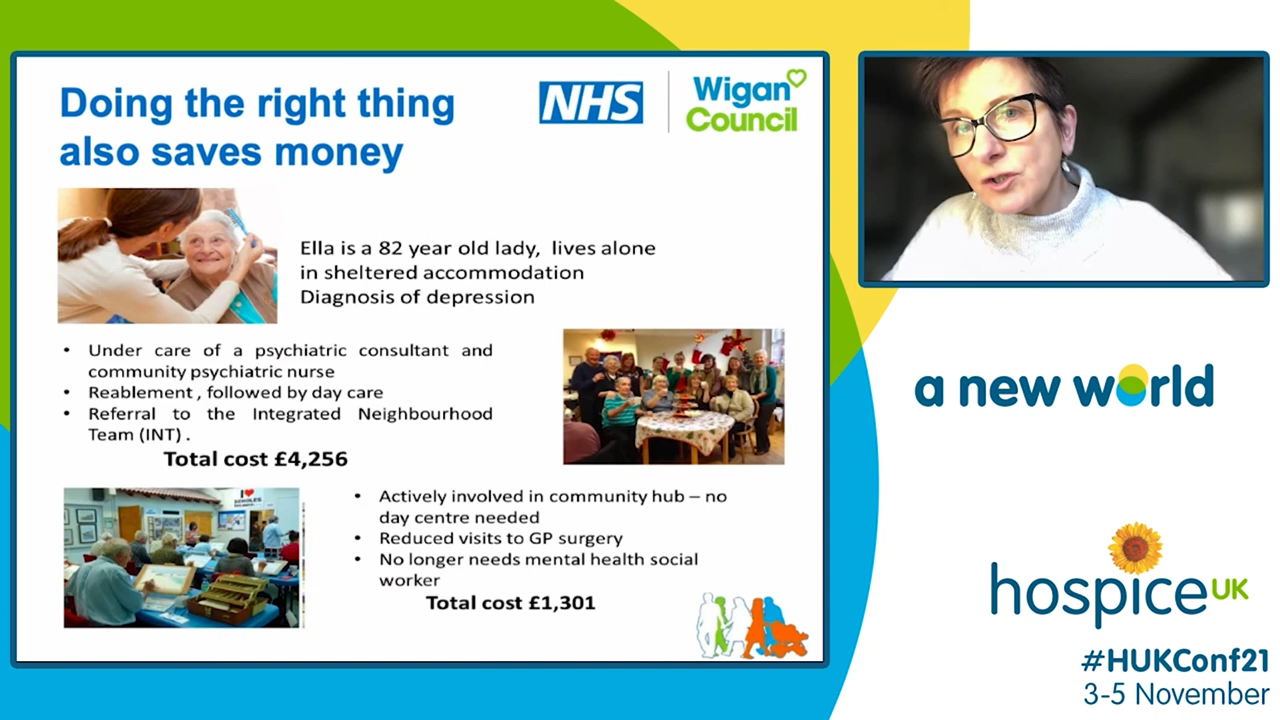 Doing the right thing
also saves money
NHS
Wigan
Council
Ella is a 82 year old lady, lives alone
in sheltered accommodation
Diagnosis of depression
• Under care of a psychiatric consultant and
community psychiatric nurse
• Reablement , followed by day care
• Referral to the Integrated Neighbourhood
Team (INT) .
Total cost £4,256
I ❤
SCHOLES
• Actively involved in community hub – no
day centre needed
• Reduced visits to GP surgery
• No longer needs mental health social
worker
Total cost £1,301
a new world
hospice UK
#HUKConf21
3-5 November